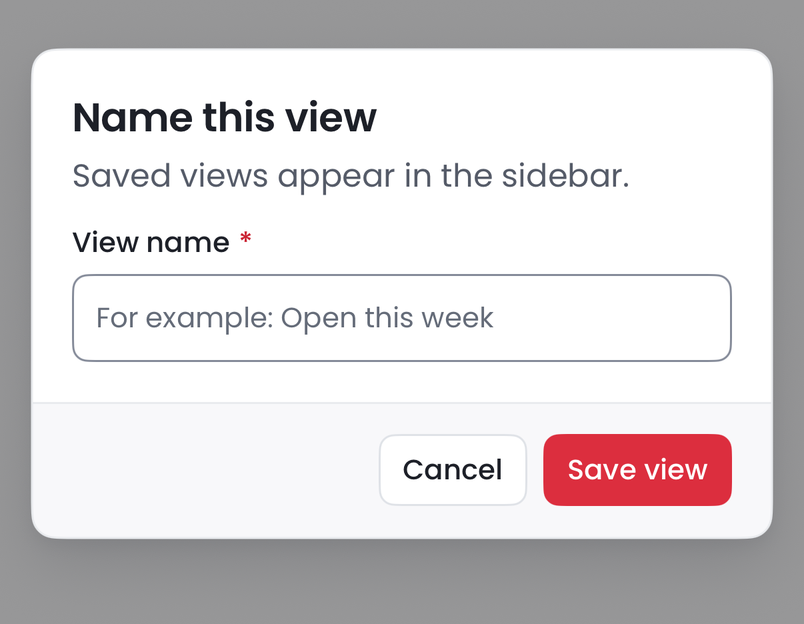 Name this view
Saved views appear in the sidebar.
View name *
For example: Open this week
Cancel
Save view